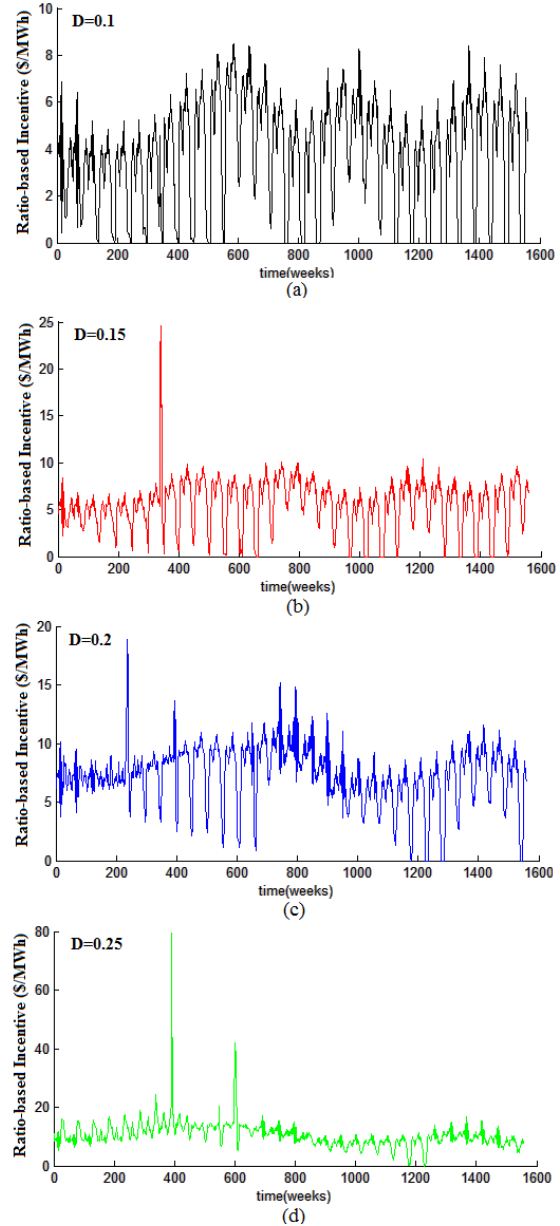 D=0.1
Ratio-based Incentive ($/MWh)
10
8
6
4
2
0
0 200 400 600 800 1000 1200 1400 1600
time(weeks)
(a)
D=0.15
Ratio-based Incentive ($/MWh)
25
20
15
10
5
0
0 200 400 600 800 1000 1200 1400 1600
time(weeks)
(b)
D=0.2
Ratio-based Incentive ($/MWh)
20
15
10
5
0
0 200 400 600 800 1000 1200 1400 1600
time(weeks)
(c)
D=0.25
Ratio-based Incentive ($/MWh)
80
60
40
20
0
0 200 400 600 800 1000 1200 1400 1600
time(weeks)
(d)